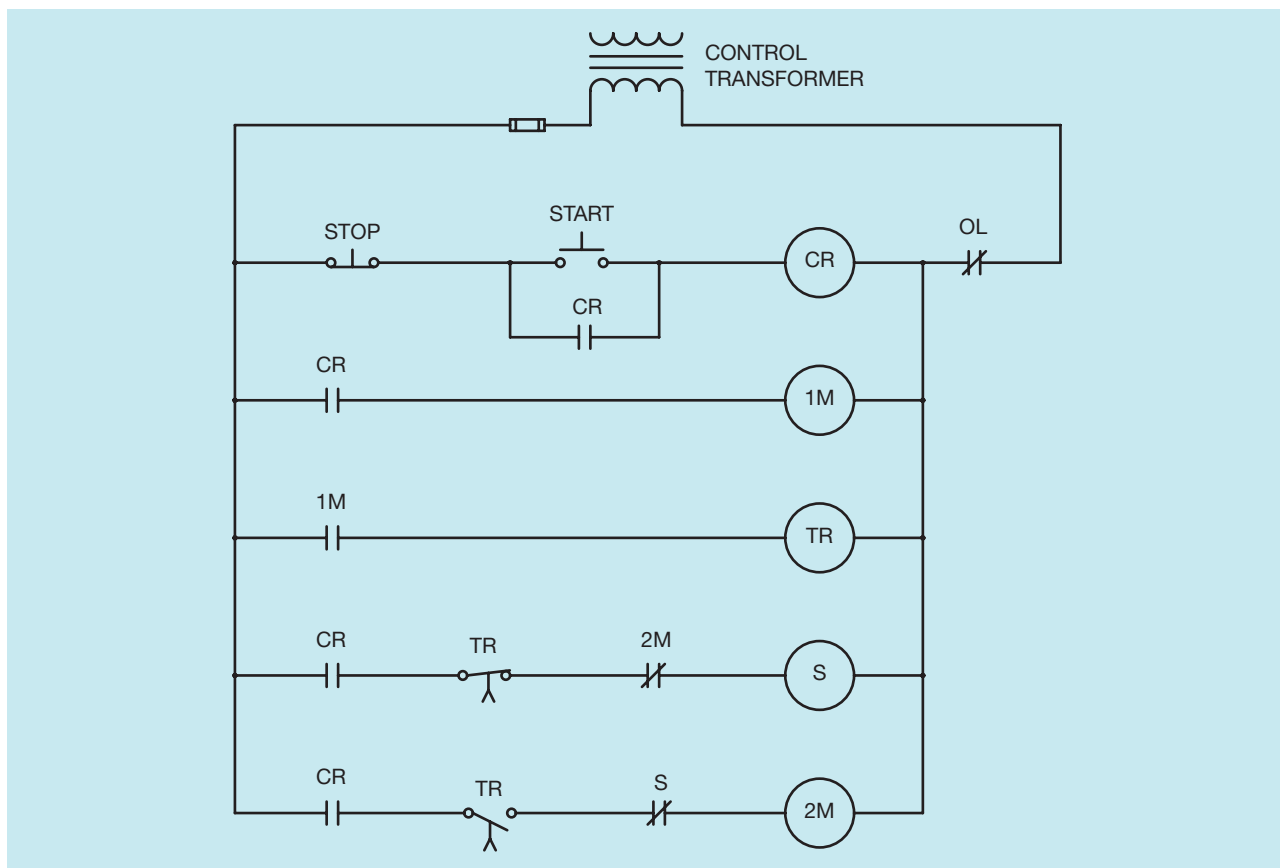 CONTROL
TRANSFORMER
STOP
START
CR
OL
CR
CR
1M
1M
TR
CR
TR
2M
S
CR
TR
S
2M